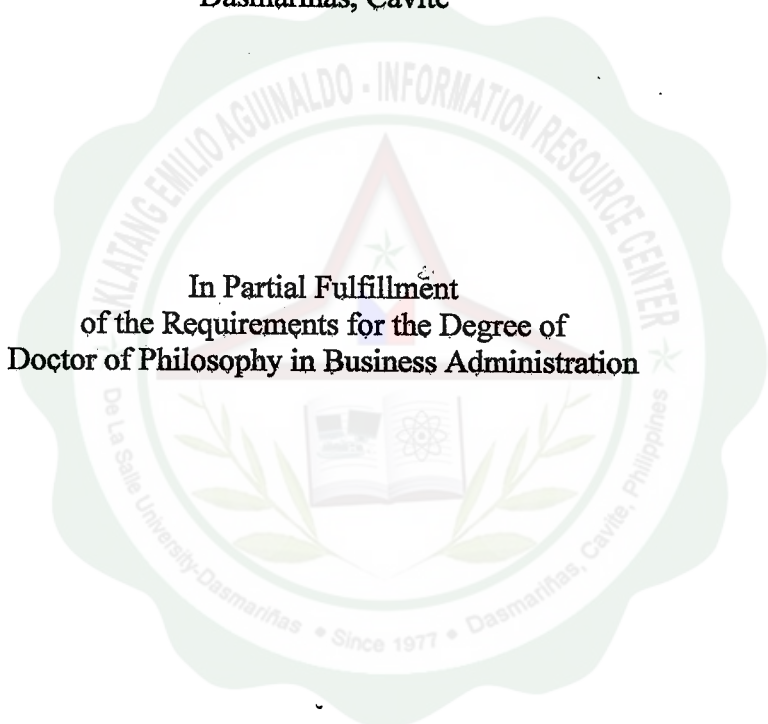 Dasmariñas, Cavite
KLATANG EMILIO AGUINALDO - INFORMATION RESOURCE CENTER
In Partial Fulfillment
of the Requirements for the Degree of
Doctor of Philosophy in Business Administration
De La Salle University-Dasmariñas • Since 1977 • Dasmariñas, Cavite, Philippines